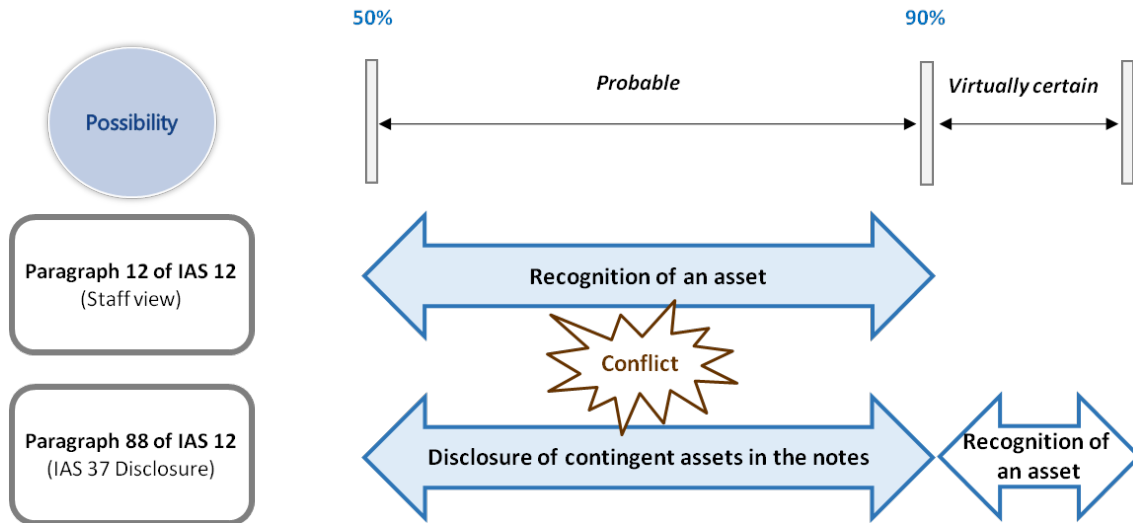 50%
90%
Possibility
Probable
Virtually certain
Paragraph 12 of IAS 12
(Staff view)
Recognition of an asset
Conflict
Paragraph 88 of IAS 12
(IAS 37 Disclosure)
Disclosure of contingent assets in the notes
Recognition of
an asset